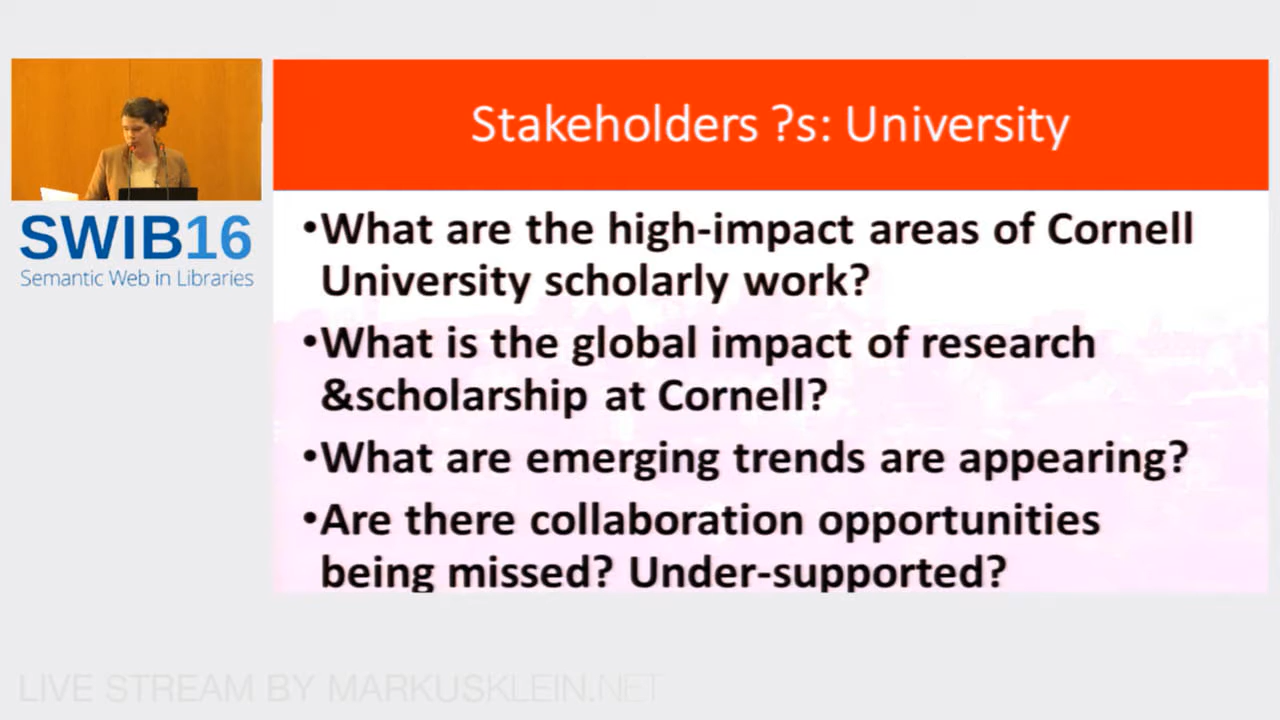 Stakeholders ?s: University
SWIB16
Semantic Web in Libraries
•What are the high-impact areas of Cornell
University scholarly work?
•What is the global impact of research
&scholarship at Cornell?
•What are emerging trends are appearing?
•Are there collaboration opportunities
being missed? Under-supported?
LIVE STREAM BY MARKUSKLEIN.NET